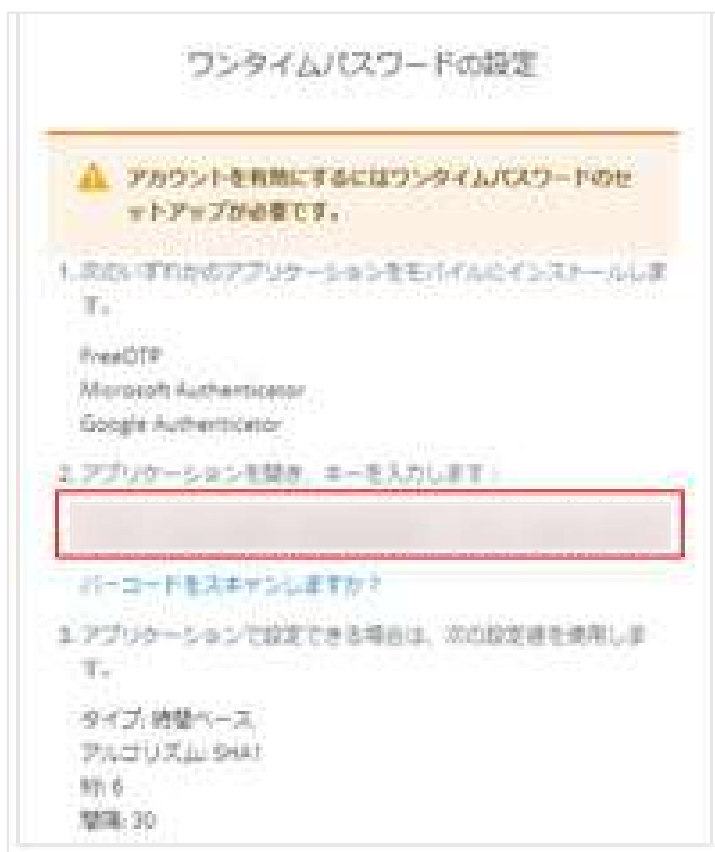 ワンタイムパスワードの設定
アカウントを有効にするにはワンタイムパスワードのセ
ットアップが必要です。
1. 次のいずれかのアプリケーションをモバイルにインストールしま
す。
FreeOTP
Microsoft Authenticator
Google Authenticator
2. アプリケーションを開き、キーを入力します:
バーコードをスキャンしますか?
3. アプリケーションで設定できる場合は、次の設定値を使用しま
す。
タイプ: 時間ベース
アルゴリズム: SHA1
桁: 6
間隔: 30